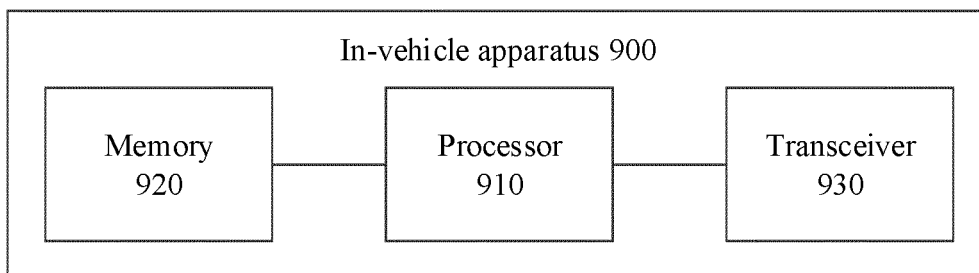 In-vehicle apparatus 900
Memory
920
Processor
910
Transceiver
930